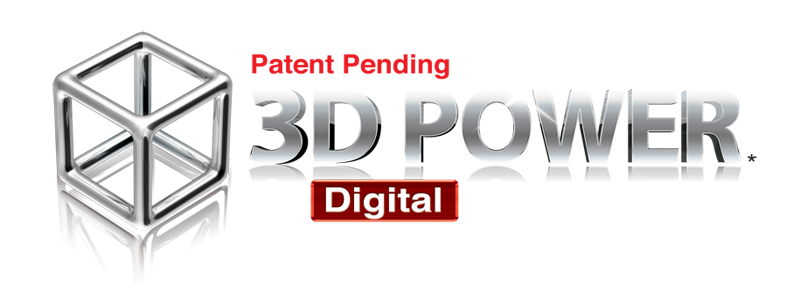 Patent Pending
3D POWER.*
Digital